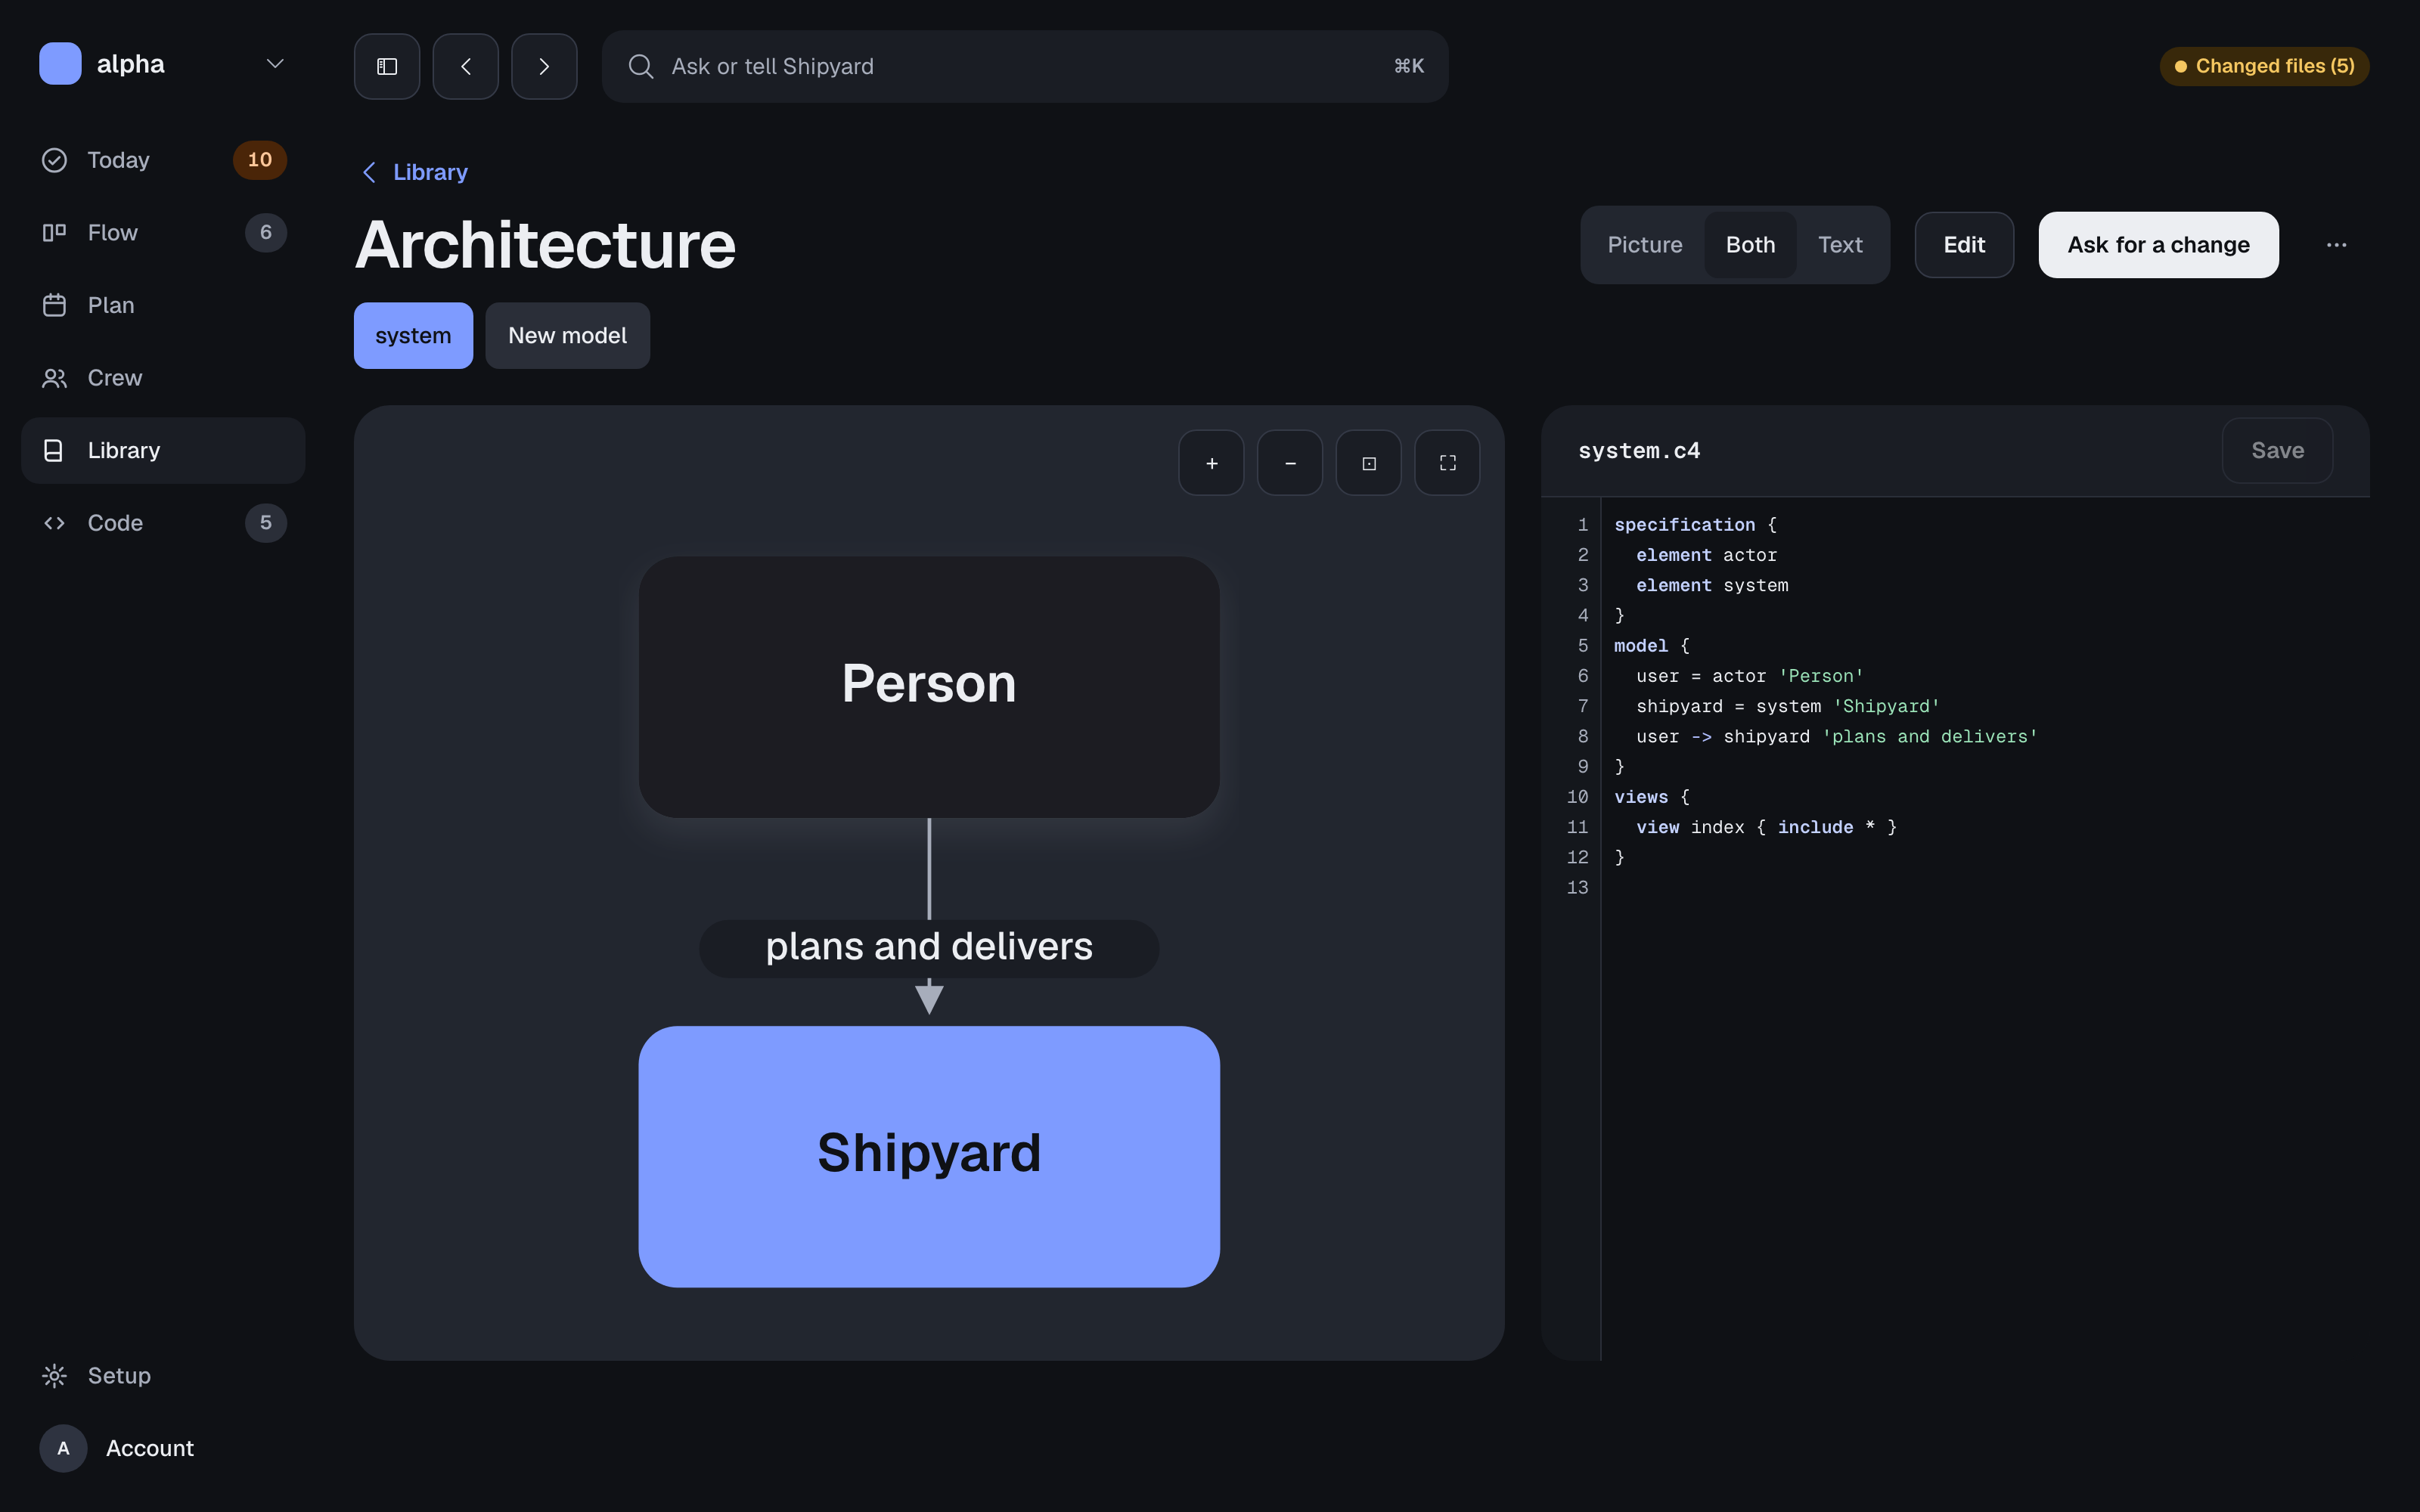 alpha
Ask or tell Shipyard
⌘K
Changed files (5)
Today
10
Flow
6
Plan
Crew
Library
Code
5
Setup
A
Account
Library
Architecture
Picture
Both
Text
Edit
Ask for a change
system
New model
Person
plans and delivers
Shipyard
system.c4
Save
1 specification {
2   element actor
3   element system
4 }
5 model {
6   user = actor 'Person'
7   shipyard = system 'Shipyard'
8   user -> shipyard 'plans and delivers'
9 }
10 views {
11   view index { include * }
12 }
13